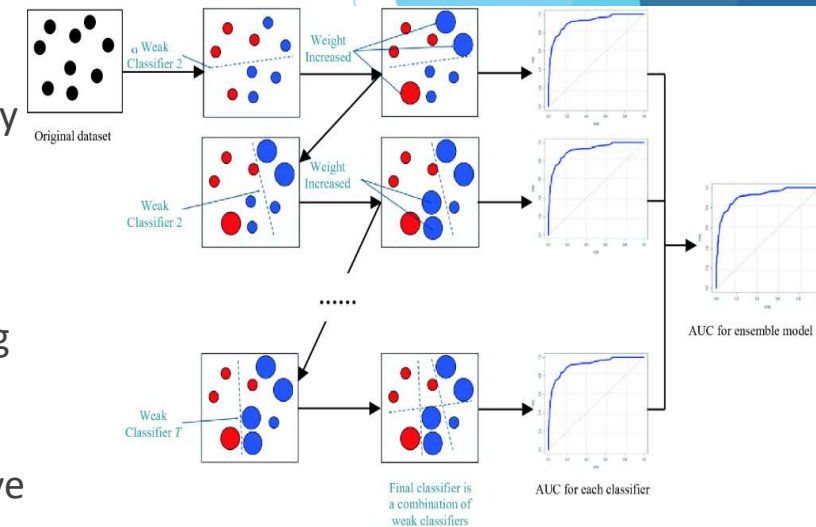 y
g
ve
Original dataset
Weak
Classifier 2
Weight
Increased
Weak
Classifier 2
Weight
Increased
......
Weak
Classifier T
Final classifier is
a combination of
weak classifiers
AUC for each classifier
AUC for ensemble model